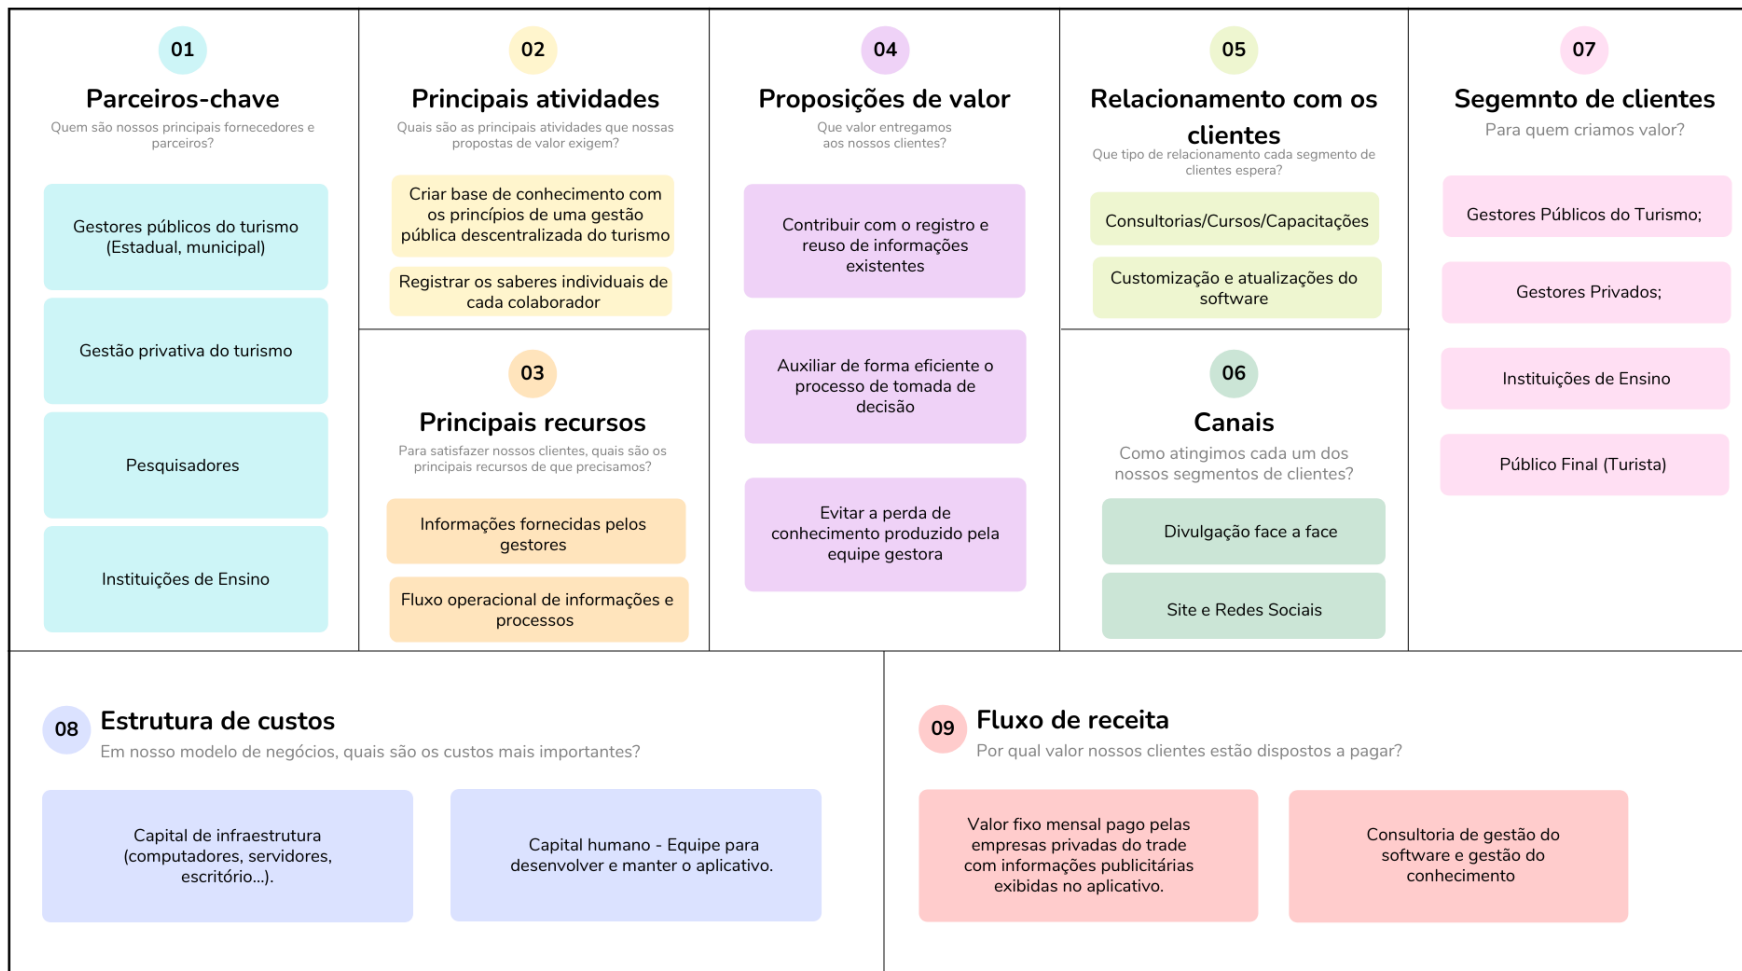 01
Parceiros-chave
Quem são nossos principais fornecedores e
parceiros?
Gestores públicos do turismo
(Estadual, municipal)
Gestão privativa do turismo
Pesquisadores
Instituições de Ensino
02
Principais atividades
Quais são as principais atividades que nossas
propostas de valor exigem?
Criar base de conhecimento com
os princípios de uma gestão
pública descentralizada do turismo
Registrar os saberes individuais de
cada colaborador
03
Principais recursos
Para satisfazer nossos clientes, quais são os
principais recursos de que precisamos?
Informações fornecidas pelos
gestores
Fluxo operacional de informações e
processos
04
Proposições de valor
Que valor entregamos
aos nossos clientes?
Contribuir com o registro e
reuso de informações
existentes
Auxiliar de forma eficiente o
processo de tomada de
decisão
Evitar a perda de
conhecimento produzido pela
equipe gestora
05
Relacionamento com os
clientes
Que tipo de relacionamento cada segmento de
clientes espera?
Consultorias/Cursos/Capacitações
Customização e atualizações do
software
06
Canais
Como atingimos cada um dos
nossos segmentos de clientes?
Divulgação face a face
Site e Redes Sociais
07
Segemnto de clientes
Para quem criamos valor?
Gestores Públicos do Turismo;
Gestores Privados;
Instituições de Ensino
Público Final (Turista)
08
Estrutura de custos
Em nosso modelo de negócios, quais são os custos mais importantes?
Capital de infraestrutura
(computadores, servidores,
escritório...).
Capital humano - Equipe para
desenvolver e manter o aplicativo.
09
Fluxo de receita
Por qual valor nossos clientes estão dispostos a pagar?
Valor fixo mensal pago pelas
empresas privadas do trade
com informações publicitárias
exibidas no aplicativo.
Consultoria de gestão do
software e gestão do
conhecimento